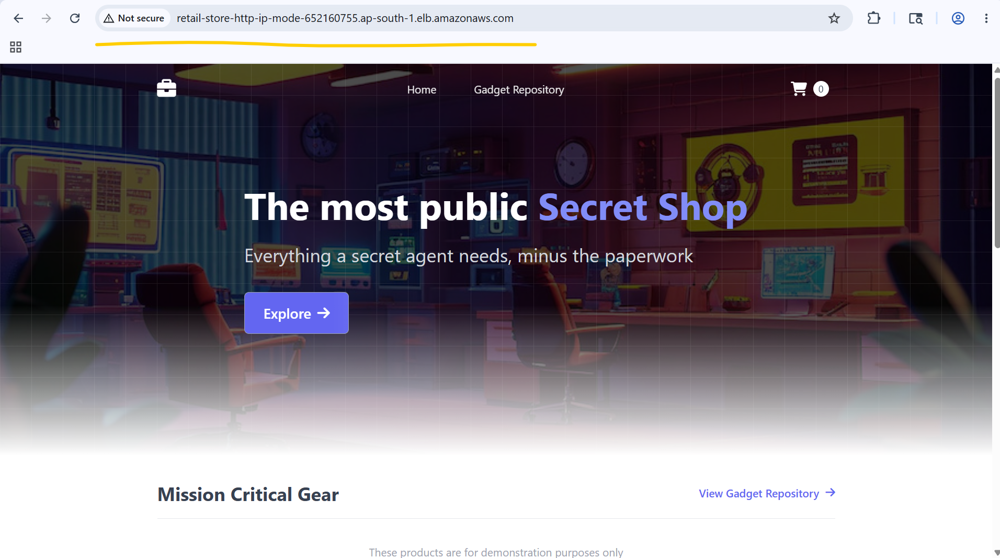 Not secure retail-store-http-ip-mode-652160755.ap-south-1.elb.amazonaws.com
Home Gadget Repository 0
The most public Secret Shop
Everything a secret agent needs, minus the paperwork
Explore →
Mission Critical Gear
View Gadget Repository →
These products are for demonstration purposes only